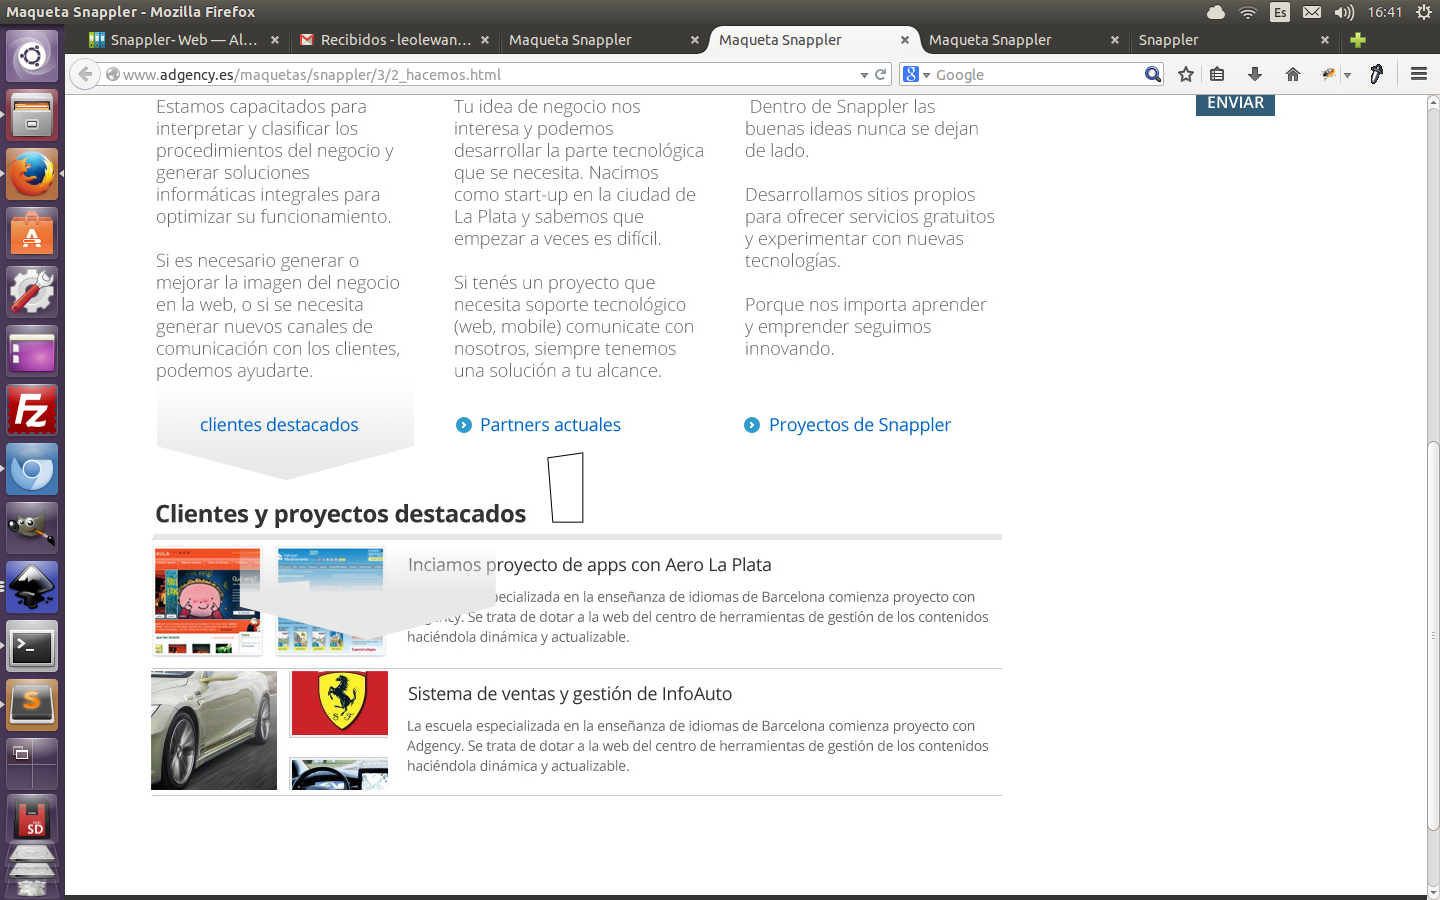 Maqueta Snappler - Mozilla Firefox
Es
16:41
Snappler-Web — Al...
Recibidos - leolewan...
Maqueta Snappler
Maqueta Snappler
Maqueta Snappler
Snappler
www.adgency.es/maquetas/snappler/3/2_hacemos.html
Google
ENVIAR
Estamos capacitados para
interpretar y clasificar los
procedimientos del negocio y
generar soluciones
informáticas integrales para
optimizar su funcionamiento.
Si es necesario generar o
mejorar la imagen del negocio
en la web, o si se necesita
generar nuevos canales de
comunicación con los clientes,
podemos ayudarte.
clientes destacados
Tu idea de negocio nos
interesa y podemos
desarrollar la parte tecnológica
que se necesita. Nacimos
como start-up en la ciudad de
La Plata y sabemos que
empezar a veces es difícil.
Si tenés un proyecto que
necesita soporte tecnológico
(web, mobile) comunicate con
nosotros, siempre tenemos
una solución a tu alcance.
Partners actuales
Dentro de Snappler las
buenas ideas nunca se dejan
de lado.
Desarrollamos sitios propios
para ofrecer servicios gratuitos
y experimentar con nuevas
tecnologías.
Porque nos importa aprender
y emprender seguimos
innovando.
Proyectos de Snappler
Clientes y proyectos destacados
AULA
Inciamos proyecto de apps con Aero La Plata
pecializada en la enseñanza de idiomas de Barcelona comienza proyecto con
Adgency. Se trata de dotar a la web del centro de herramientas de gestión de los contenidos
haciéndola dinámica y actualizable.
S F
Sistema de ventas y gestión de InfoAuto
La escuela especializada en la enseñanza de idiomas de Barcelona comienza proyecto con
Adgency. Se trata de dotar a la web del centro de herramientas de gestión de los contenidos
haciéndola dinámica y actualizable.
Fz
SD